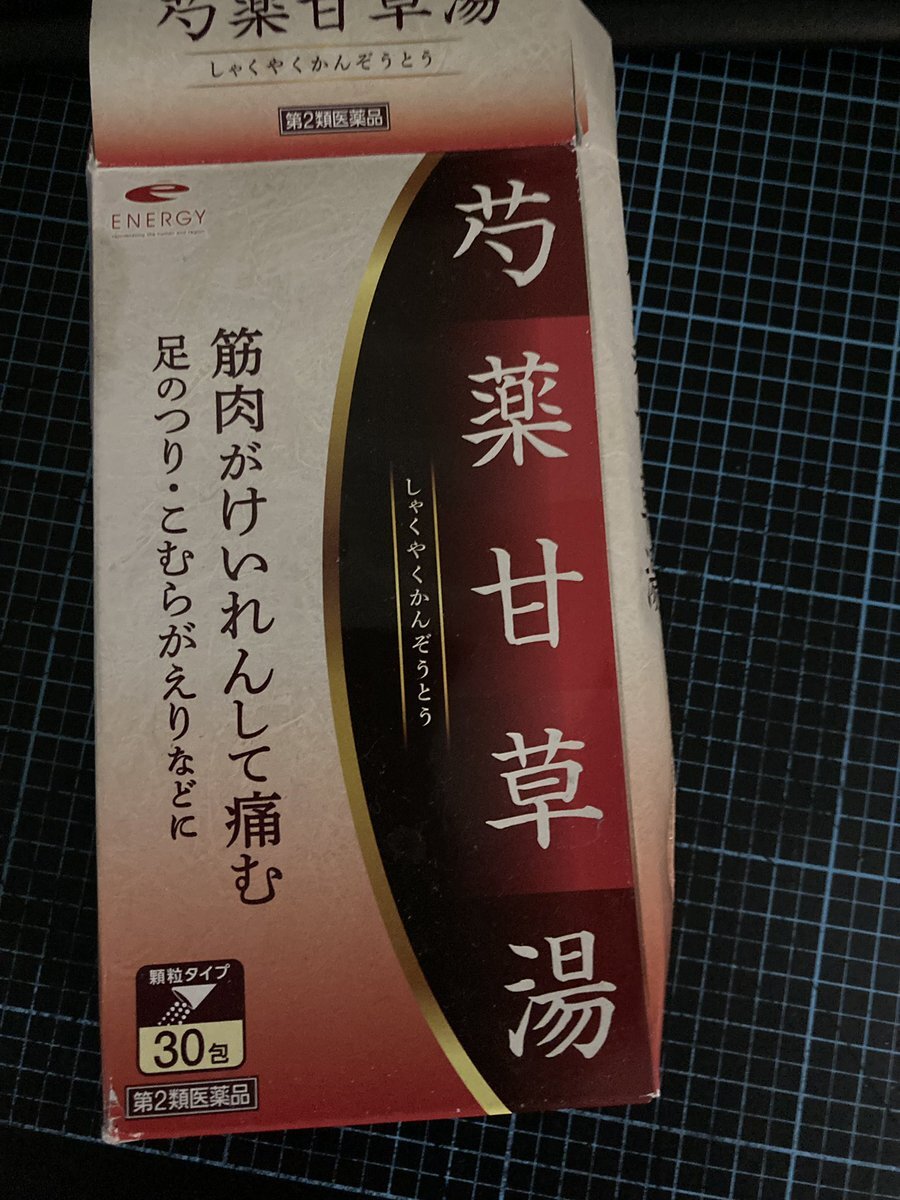 芍薬甘草湯
しゃくやくかんぞうとう
第2類医薬品
ENERGY
芍薬甘草湯
しゃくやくかんぞうとう
筋肉がけいれんして痛む
足のつり・こむらがえりなどに
顆粒タイプ
30包
第2類医薬品